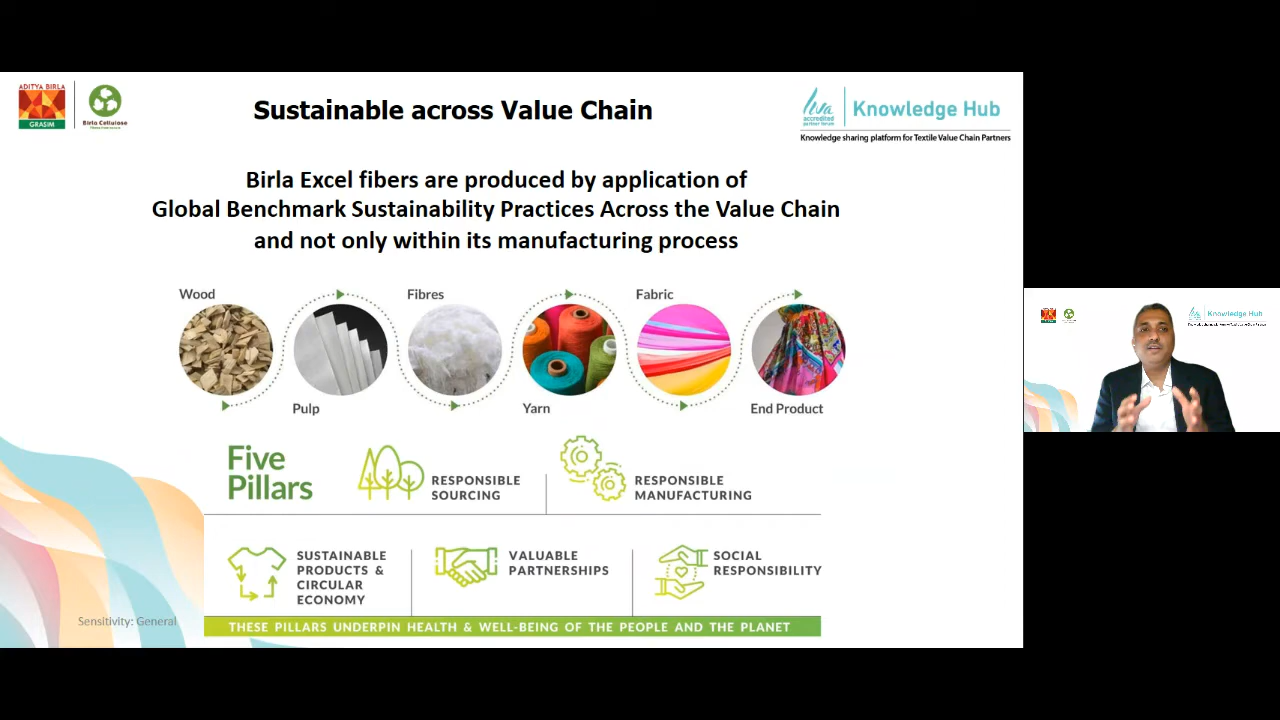 ADITYA BIRLA
GRASIM
Birla Cellulose
Sustainable across Value Chain
Liva
accredited
partner forum
Knowledge Hub
Knowledge sharing platform for Textile Value Chain Partners
Birla Excel fibers are produced by application of
Global Benchmark Sustainability Practices Across the Value Chain
and not only within its manufacturing process
Wood
Fibres
Fabric
Pulp
Yarn
End Product
Five
Pillars
RESPONSIBLE
SOURCING
RESPONSIBLE
MANUFACTURING
SUSTAINABLE
PRODUCTS &
CIRCULAR
ECONOMY
VALUABLE
PARTNERSHIPS
SOCIAL
RESPONSIBILITY
Sensitivity: General
THESE PILLARS UNDERPIN HEALTH & WELL-BEING OF THE PEOPLE AND THE PLANET
Knowledge Hub